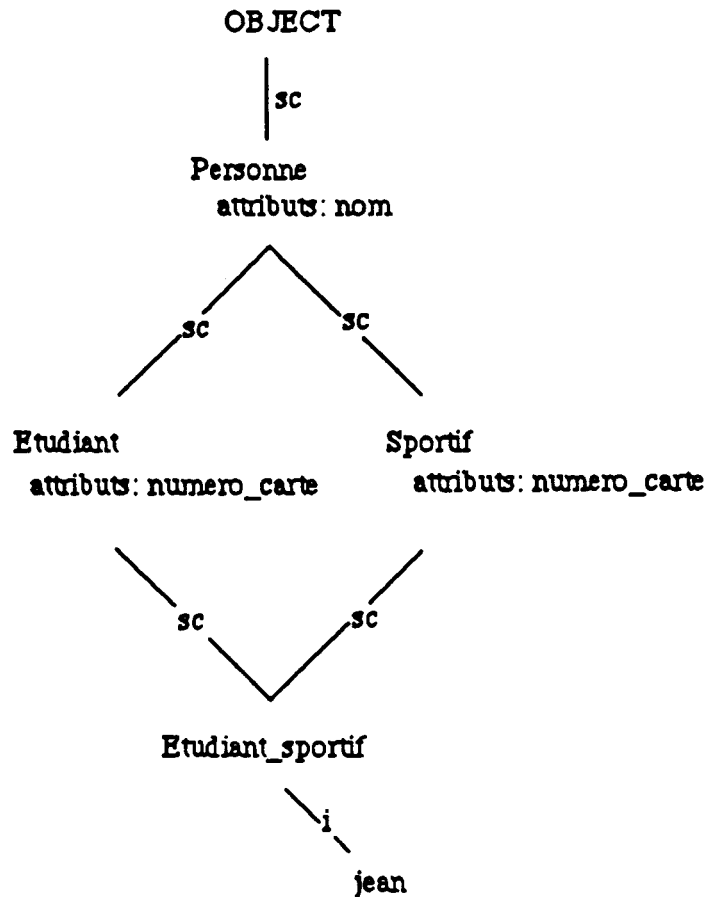 OBJECT
sc
Personne
attributs: nom
sc sc
Etudiant Sportif
attributs: numero_carte attributs: numero_carte
sc sc
Etudiant_sportif
i
jean